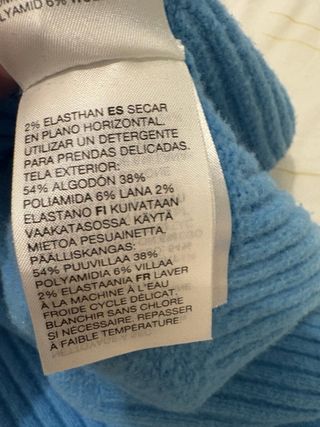 POLYAMID 6%
2% ELASTHAN ES SECAR
EN PLANO HORIZONTAL.
UTILIZAR UN DETERGENTE
PARA PRENDAS DELICADAS.
TELA EXTERIOR:
54% ALGODÓN 38%
POLIAMIDA 6% LANA 2%
ELASTANO FI KUIVATAAN
VAAKATASOSSA. KÄYTÄ
MIETOA PESUAINETTA.
PÄÄLLISKANGAS:
54% PUUVILLAA 38%
POLYAMIDIA 6% VILLAA
2% ELASTAANIA FR LAVER
À LA MACHINE À L'EAU
FROIDE CYCLE DÉLICAT.
BLANCHIR SANS CHLORE
SI NÉCESSAIRE. REPASSER
À FAIBLE TEMPÉRATURE